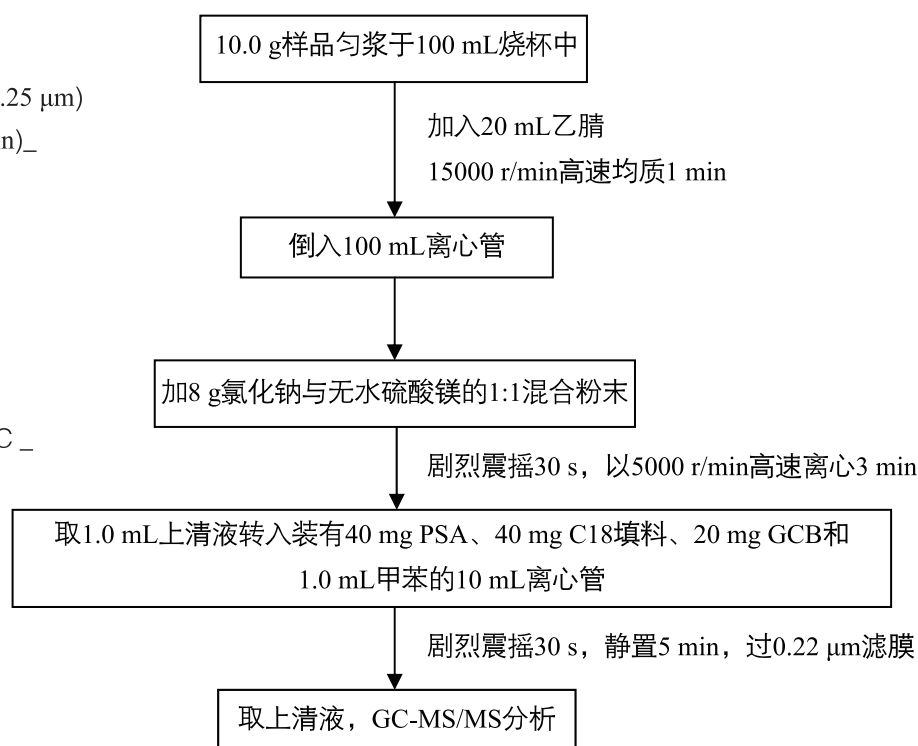 10.0 g样品匀浆于100 mL烧杯中
.25 μm)
加入20 mL乙腈
n)_
15000 r/min高速均质1 min
倒入100 mL离心管
加8 g氯化钠与无水硫酸镁的1:1混合粉末
C _
剧烈震摇30 s，以5000 r/min高速离心3 min
取1.0 mL上清液转入装有40 mg PSA、40 mg C18填料、20 mg GCB和
1.0 mL甲苯的10 mL离心管
剧烈震摇30 s，静置5 min，过0.22 μm滤膜
取上清液，GC-MS/MS分析